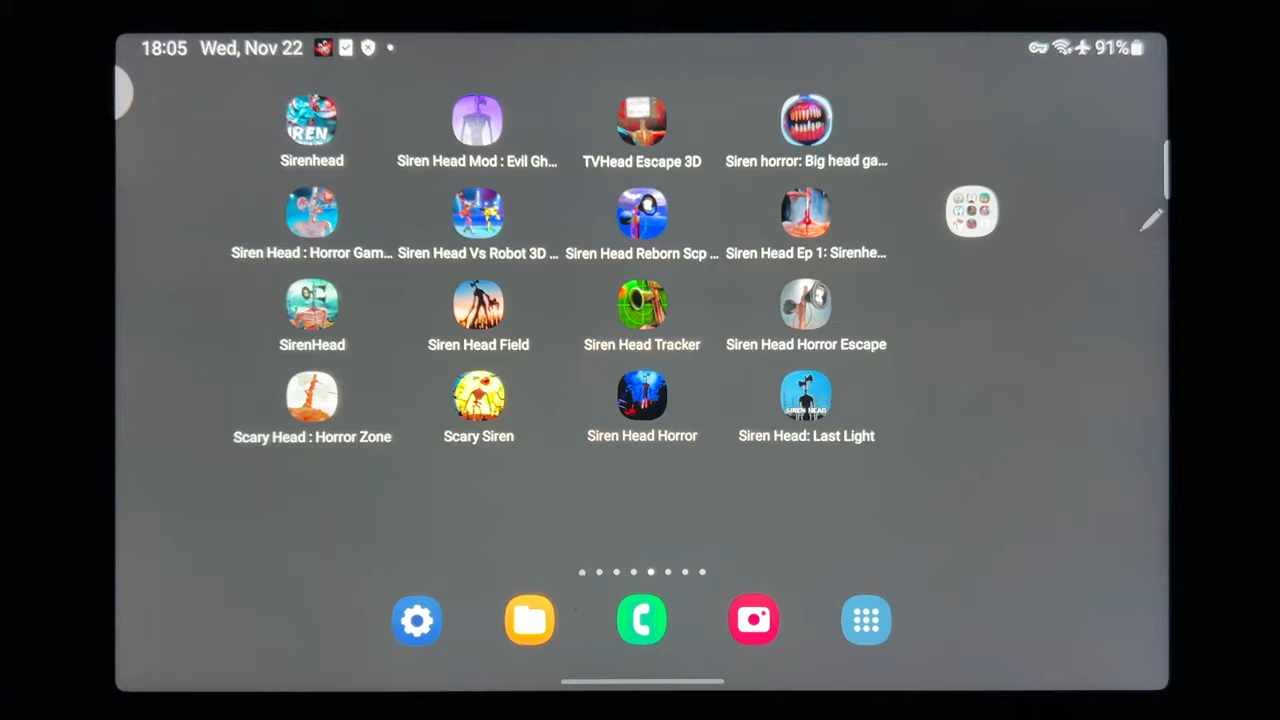 18:05 Wed, Nov 22
91%
IREN
Sirenhead
Siren Head Mod : Evil Gh...
TVHead Escape 3D
Siren horror: Big head ga...
Siren Head : Horror Gam...
Siren Head Vs Robot 3D ...
Siren Head Reborn Scp ...
Siren Head Ep 1: Sirenhe...
SirenHead
Siren Head Field
Siren Head Tracker
Siren Head Horror Escape
SIREN HEAD
Scary Head : Horror Zone
Scary Siren
Siren Head Horror
Siren Head: Last Light